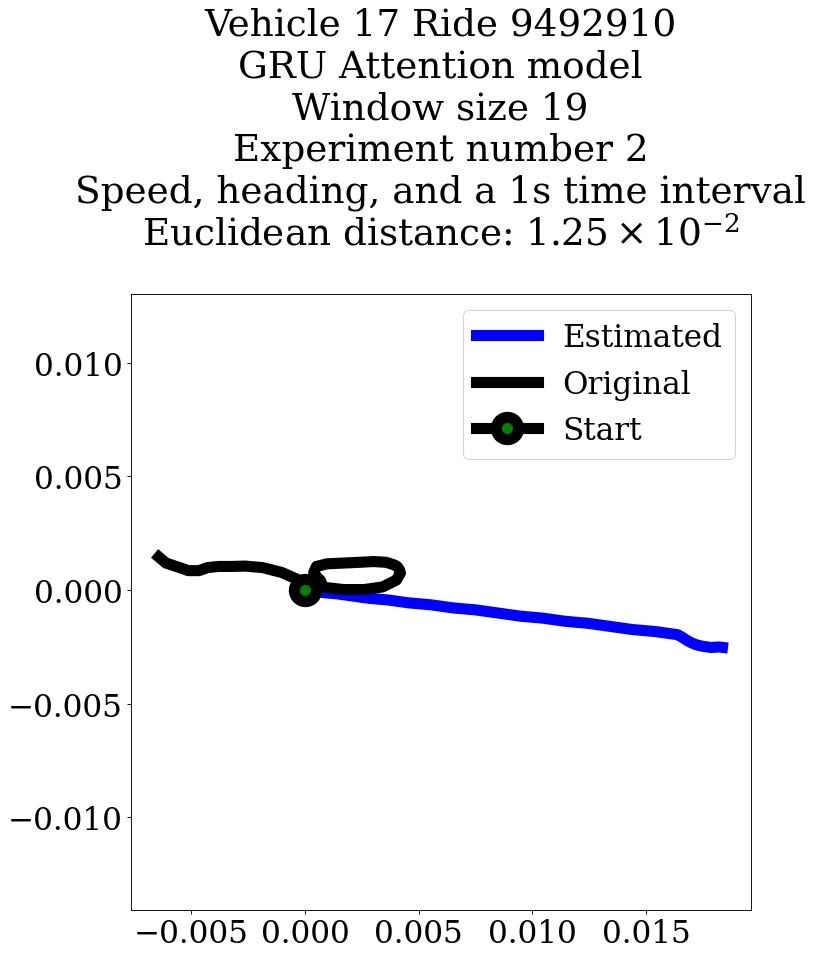 Vehicle 17 Ride 9492910
GRU Attention model
Window size 19
Experiment number 2
Speed, heading, and a 1s time interval
Euclidean distance: 1.25 × 10⁻²
Estimated
Original
Start
0.010
0.005
0.000
−0.005
−0.010
−0.005 0.000 0.005 0.010 0.015